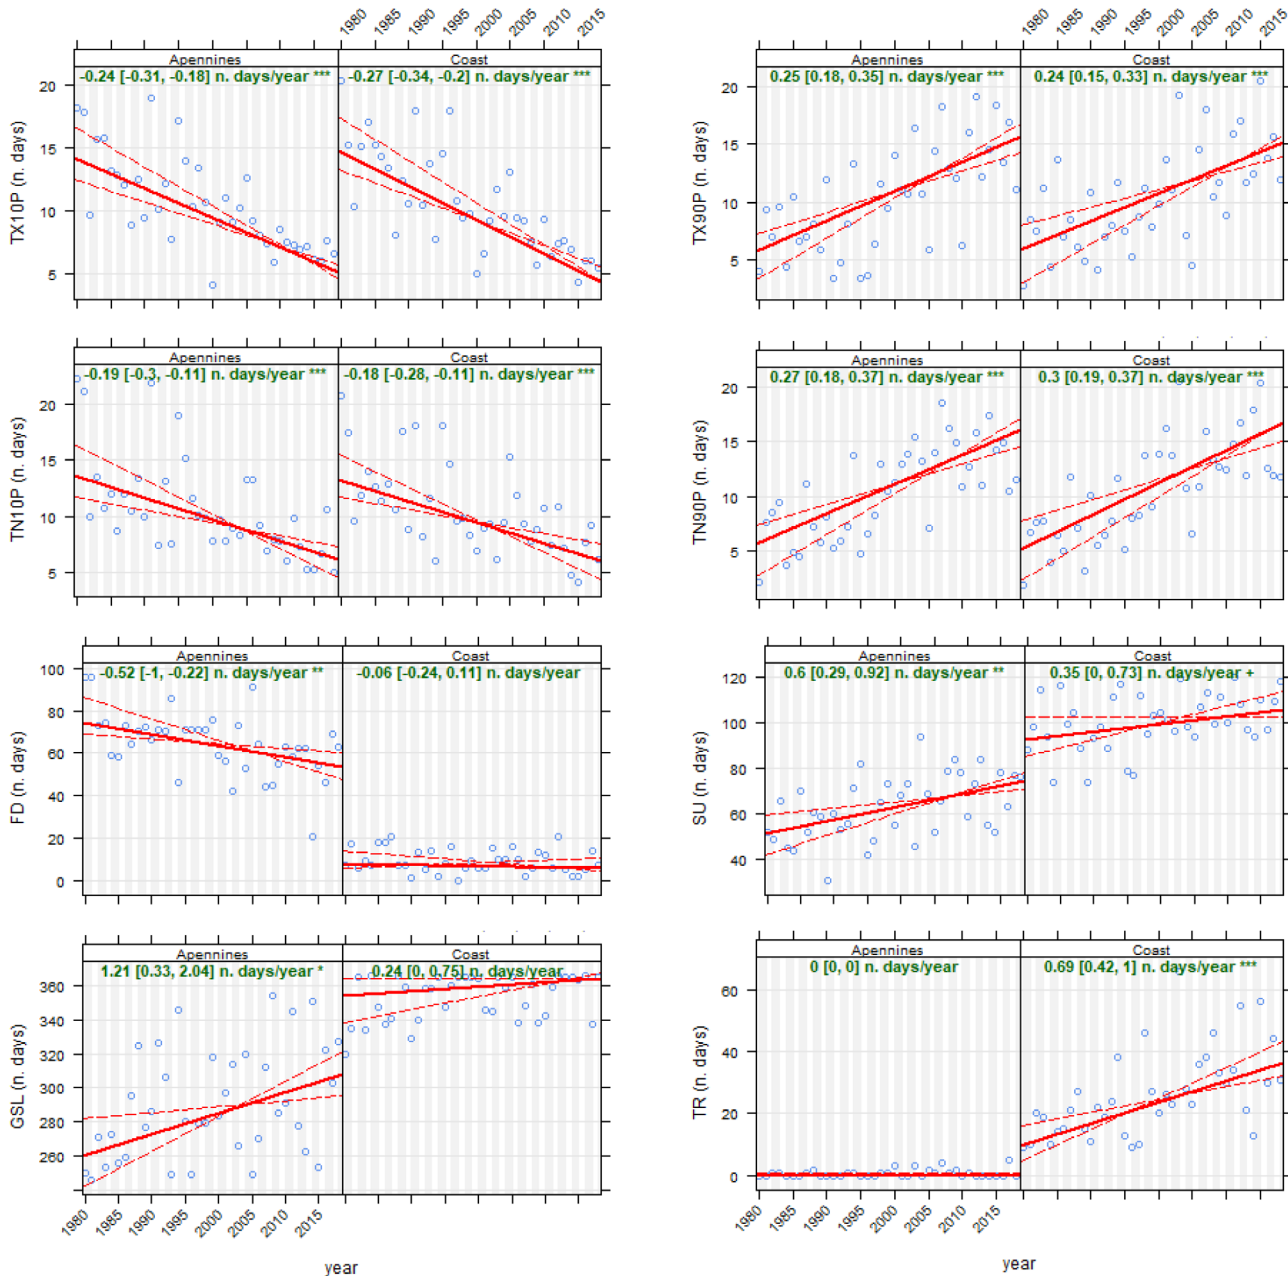 1980 1985 1990 1995 2000 2005 2010 2015
Apennines Coast
-0.24 [-0.31, -0.18] n. days/year *** -0.27 [-0.34, -0.2] n. days/year ***
TX10P (n. days)
20
15
10
5
1980 1985 1990 1995 2000 2005 2010 2015
Apennines Coast
0.25 [0.18, 0.35] n. days/year *** 0.24 [0.15, 0.33] n. days/year ***
TX90P (n. days)
20
15
10
5
Apennines Coast
-0.19 [-0.3, -0.11] n. days/year *** -0.18 [-0.28, -0.11] n. days/year ***
TN10P (n. days)
20
15
10
5
Apennines Coast
0.27 [0.18, 0.37] n. days/year *** 0.3 [0.19, 0.37] n. days/year ***
TN90P (n. days)
20
15
10
5
Apennines Coast
-0.52 [-1, -0.22] n. days/year ** -0.06 [-0.24, 0.11] n. days/year
FD (n. days)
100
80
60
40
20
0
Apennines Coast
0.6 [0.29, 0.92] n. days/year ** 0.35 [0, 0.73] n. days/year +
SU (n. days)
120
100
80
60
40
Apennines Coast
1.21 [0.33, 2.04] n. days/year * 0.24 [0, 0.75] n. days/year
GSL (n. days)
360
340
320
300
280
260
1980 1985 1990 1995 2000 2005 2010 2015
year
Apennines Coast
0 [0, 0] n. days/year 0.69 [0.42, 1] n. days/year ***
TR (n. days)
60
40
20
0
1980 1985 1990 1995 2000 2005 2010 2015
year